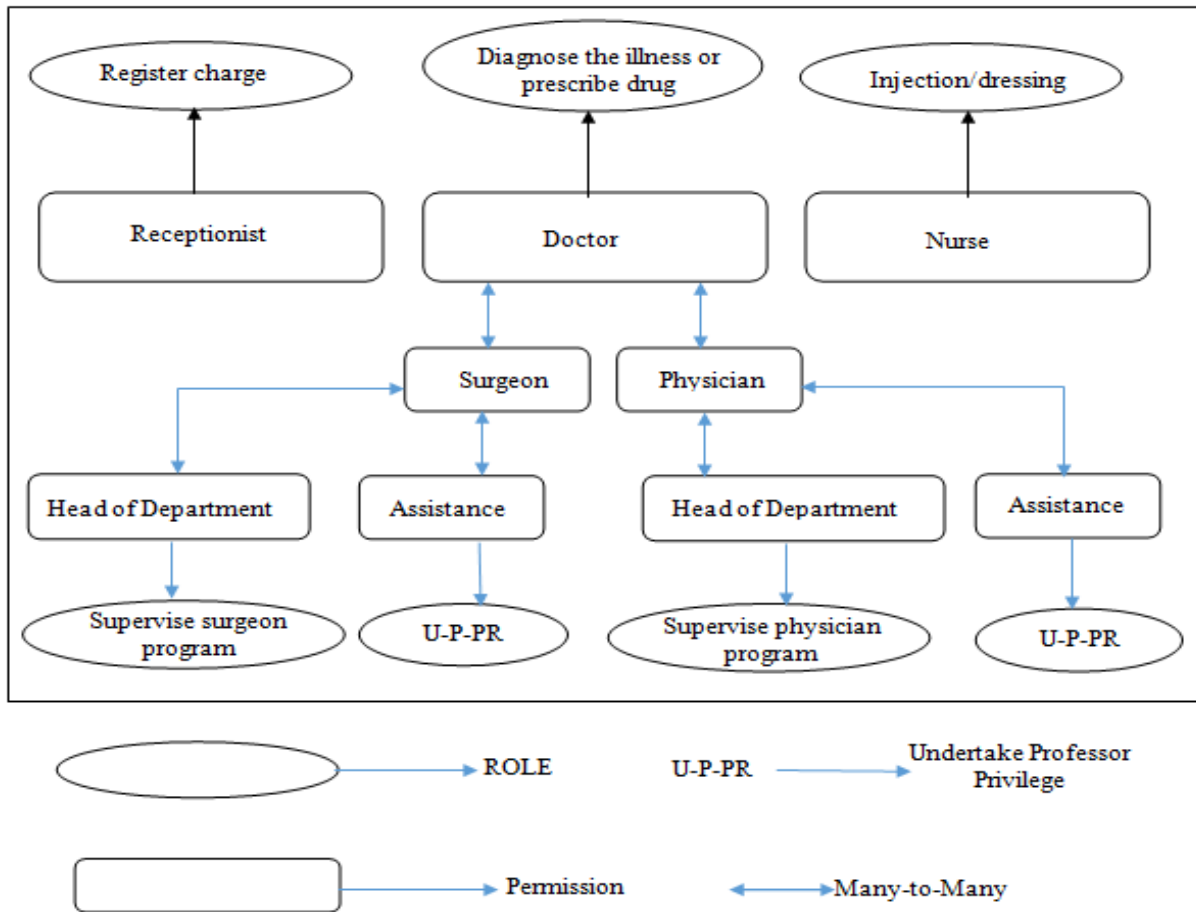 Register charge
Diagnose the illness or
prescribe drug
Injection/dressing
Receptionist
Doctor
Nurse
Surgeon
Physician
Head of Department
Assistance
Head of Department
Assistance
Supervise surgeon
program
U-P-PR
Supervise physician
program
U-P-PR
ROLE
U-P-PR
Undertake Professor
Privilege
Permission
Many-to-Many